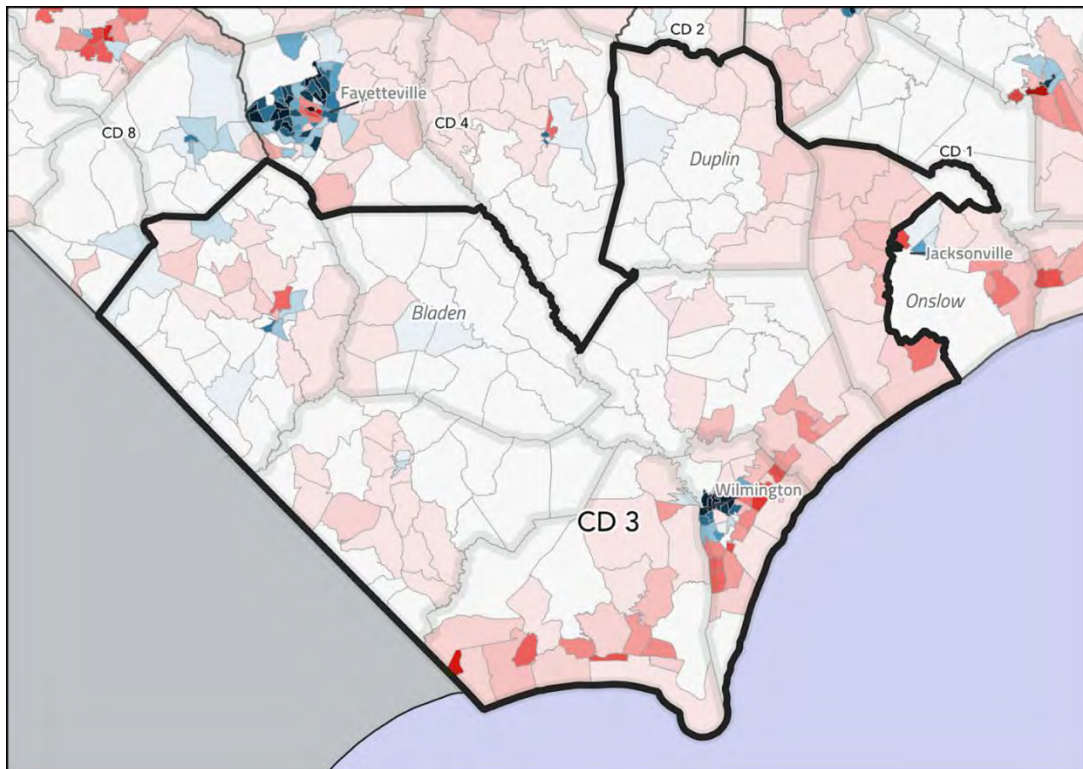 CD 2
Fayetteville
CD 8
CD 4
Duplin
CD 1
Jacksonville
Onslow
Bladen
Wilmington
CD 3